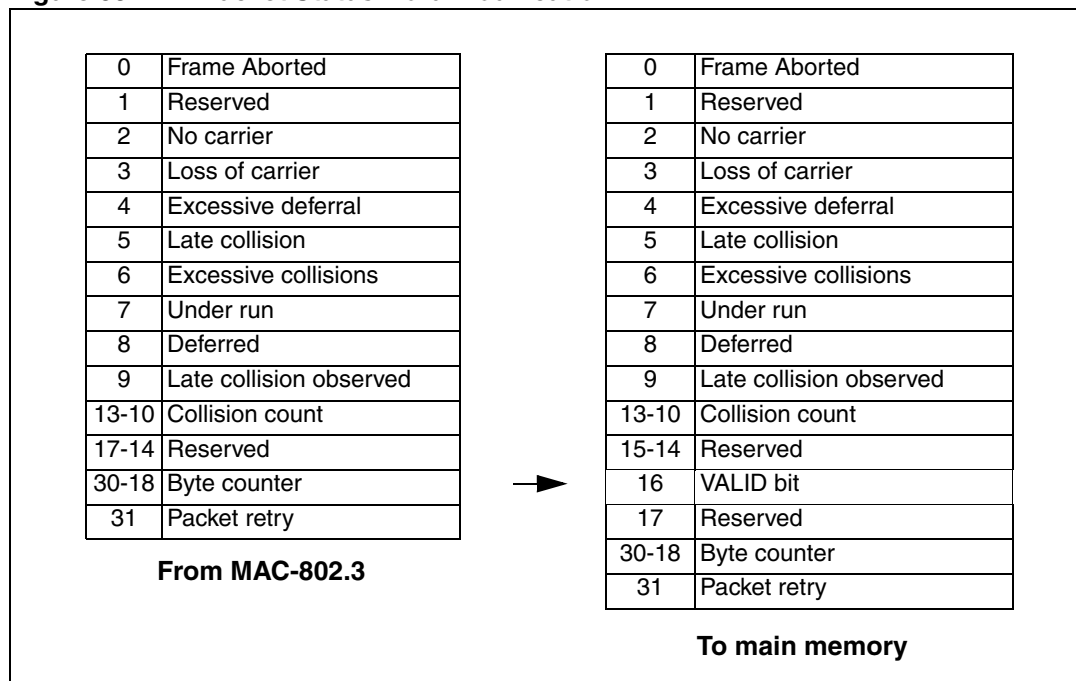 0 Frame Aborted
1 Reserved
2 No carrier
3 Loss of carrier
4 Excessive deferral
5 Late collision
6 Excessive collisions
7 Under run
8 Deferred
9 Late collision observed
13-10 Collision count
17-14 Reserved
30-18 Byte counter
31 Packet retry
From MAC-802.3
0 Frame Aborted
1 Reserved
2 No carrier
3 Loss of carrier
4 Excessive deferral
5 Late collision
6 Excessive collisions
7 Under run
8 Deferred
9 Late collision observed
13-10 Collision count
15-14 Reserved
16 VALID bit
17 Reserved
30-18 Byte counter
31 Packet retry
To main memory